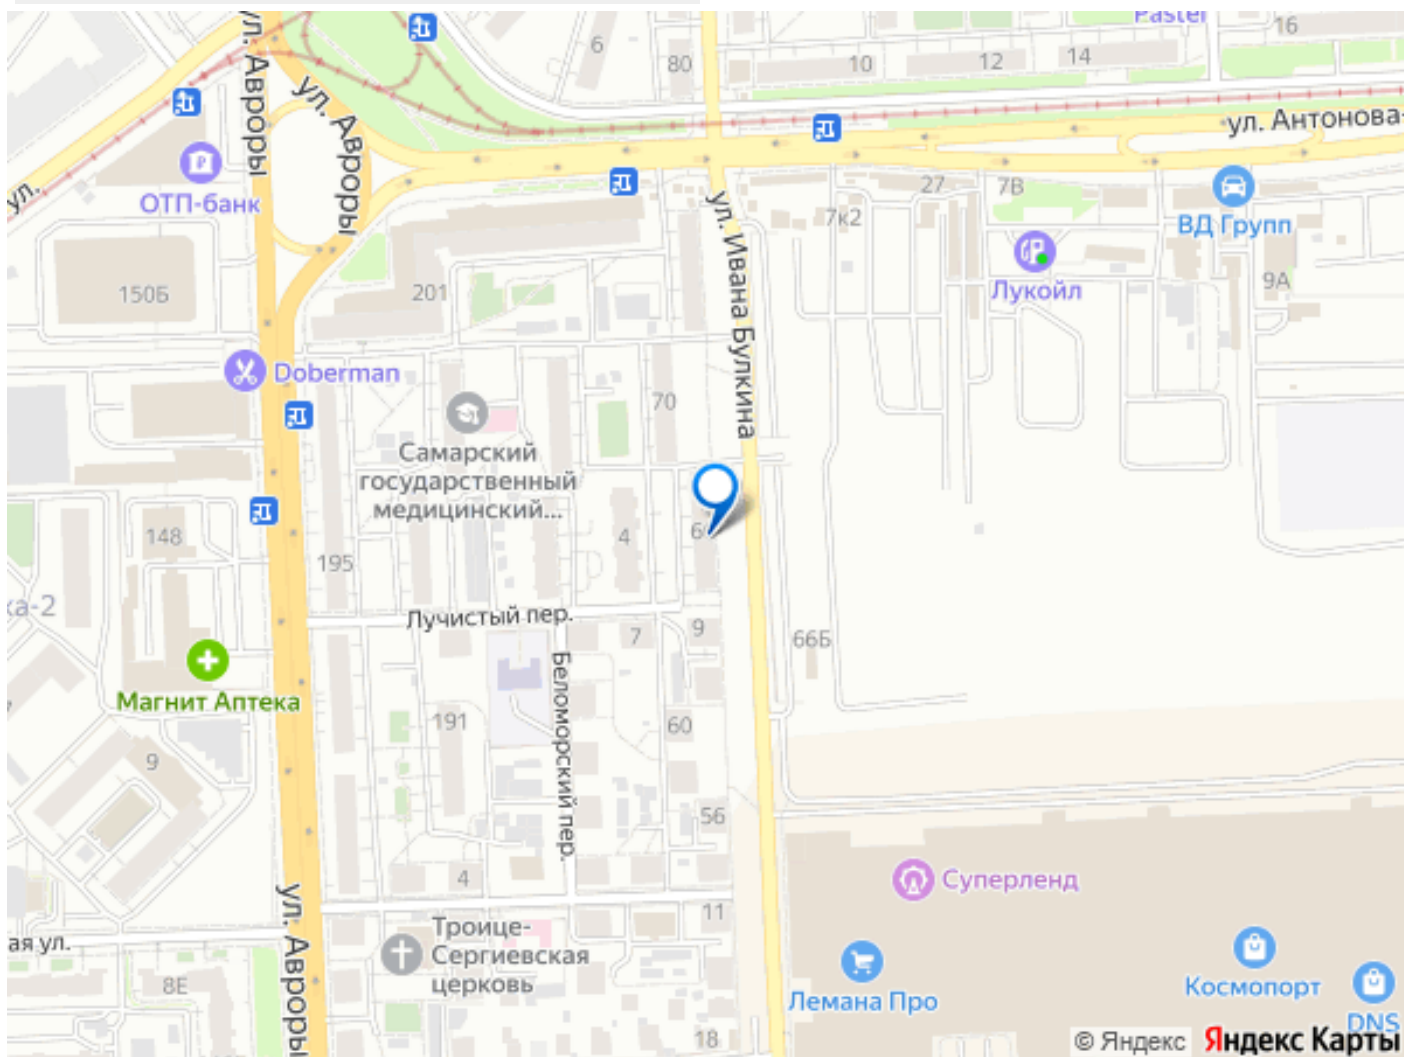 Paster
16
6
80
10
12
14
ул. Авроры
ул. Авроры
ул. Антонова-
ул.
ОТП-банк
27
7В
7к2
ВД Групп
ул. Ивана Булкина
Лукойл
9А
150Б
201
Doberman
70
Самарский
государственный
медицинский...
148
4
195
ка-2
Лучистый пер.
7
9
66Б
Магнит Аптека
Беломорский пер.
191
60
9
56
4
Суперленд
ул. Авроры
11
Троице-
Сергиевская
церковь
ая ул.
8Е
Лемана Про
Космопорт
DNS
18
© Яндекс Яндекс Карты